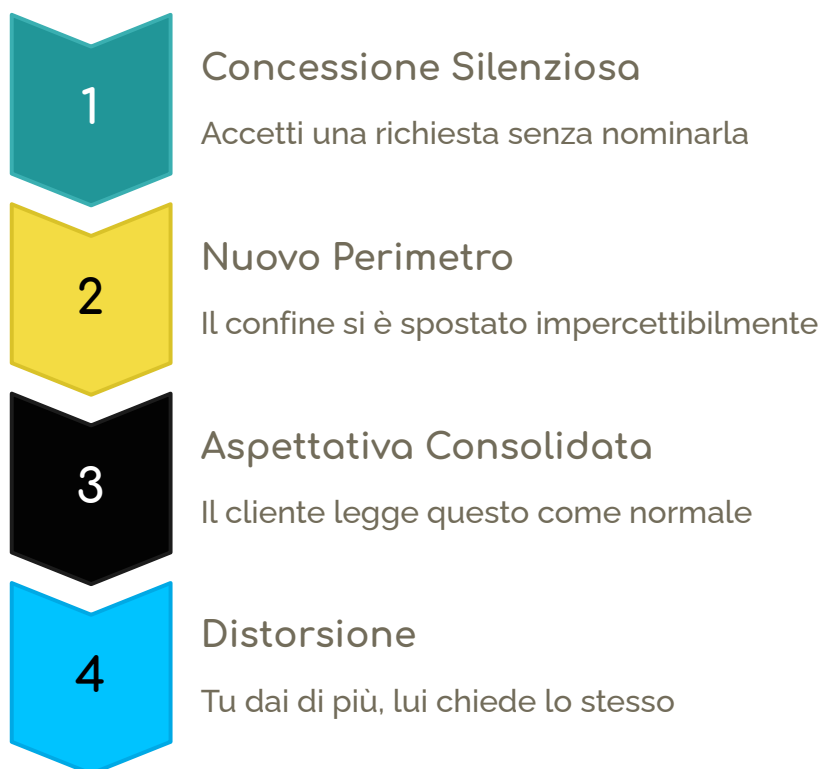 1
Concessione Silenziosa
Accetti una richiesta senza nominarla
2
Nuovo Perimetro
Il confine si è spostato impercettibilmente
3
Aspettativa Consolidata
Il cliente legge questo come normale
4
Distorsione
Tu dai di più, lui chiede lo stesso